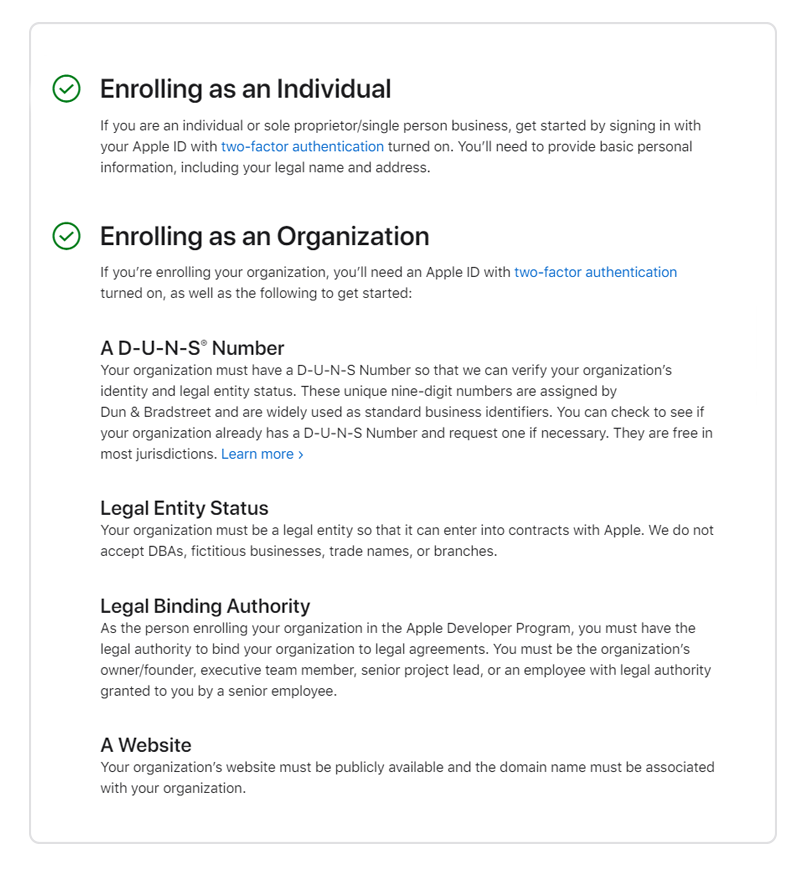 Enrolling as an Individual
If you are an individual or sole proprietor/single person business, get started by signing in with
your Apple ID with two-factor authentication turned on. You’ll need to provide basic personal
information, including your legal name and address.
Enrolling as an Organization
If you’re enrolling your organization, you’ll need an Apple ID with two-factor authentication
turned on, as well as the following to get started:
A D-U-N-S® Number
Your organization must have a D-U-N-S Number so that we can verify your organization’s
identity and legal entity status. These unique nine-digit numbers are assigned by
Dun & Bradstreet and are widely used as standard business identifiers. You can check to see if
your organization already has a D-U-N-S Number and request one if necessary. They are free in
most jurisdictions. Learn more ›
Legal Entity Status
Your organization must be a legal entity so that it can enter into contracts with Apple. We do not
accept DBAs, fictitious businesses, trade names, or branches.
Legal Binding Authority
As the person enrolling your organization in the Apple Developer Program, you must have the
legal authority to bind your organization to legal agreements. You must be the organization’s
owner/founder, executive team member, senior project lead, or an employee with legal authority
granted to you by a senior employee.
A Website
Your organization’s website must be publicly available and the domain name must be associated
with your organization.